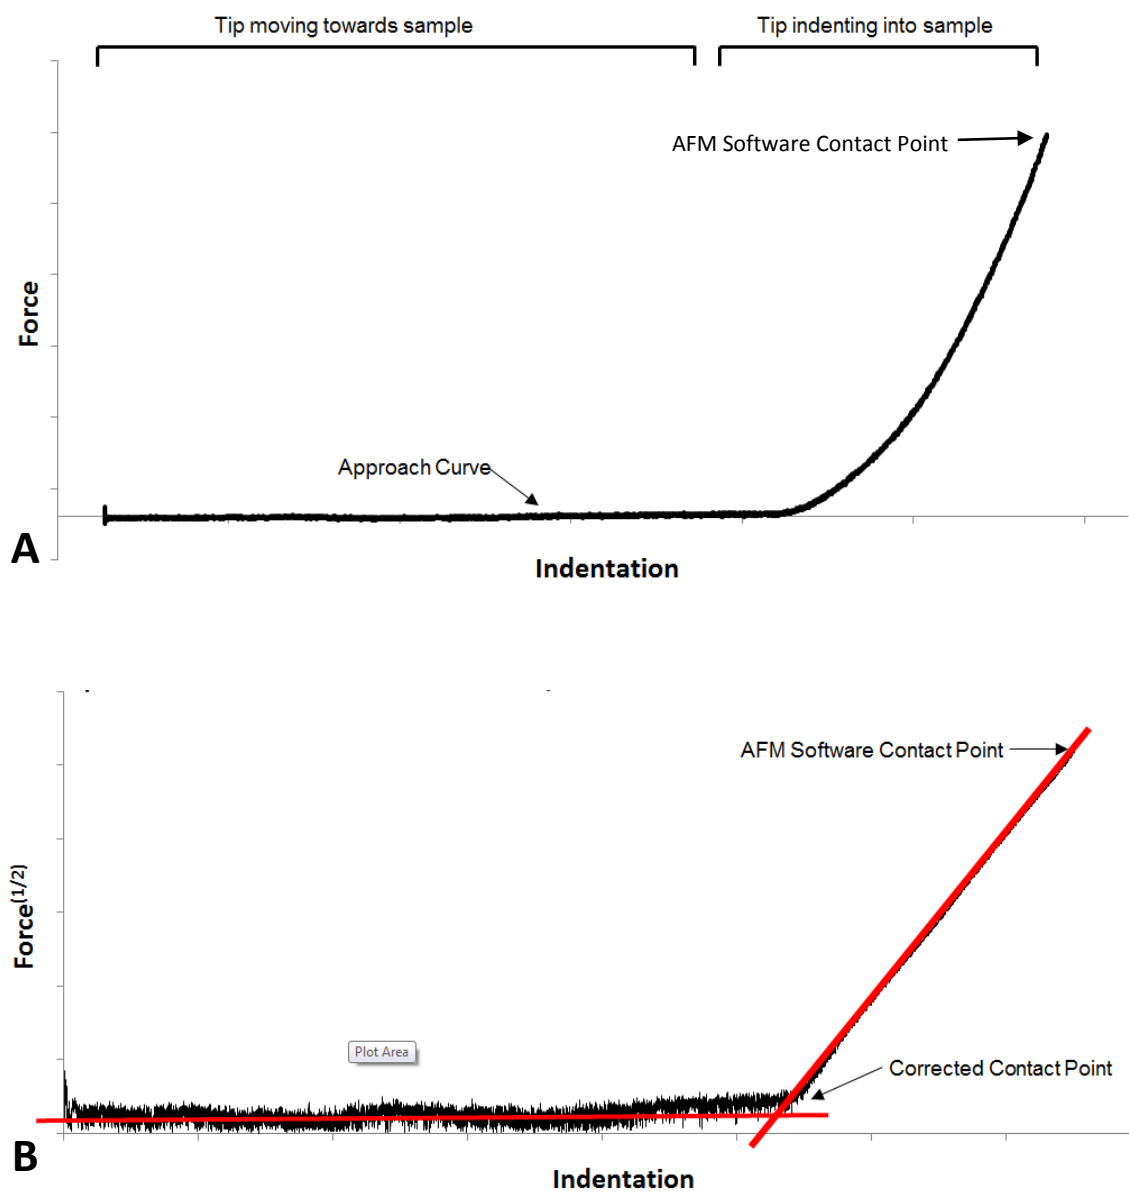 Tip moving towards sample
Tip indenting into sample
AFM Software Contact Point
Force
Approach Curve
A
Indentation
AFM Software Contact Point
Force(1/2)
Plot Area
Corrected Contact Point
B
Indentation